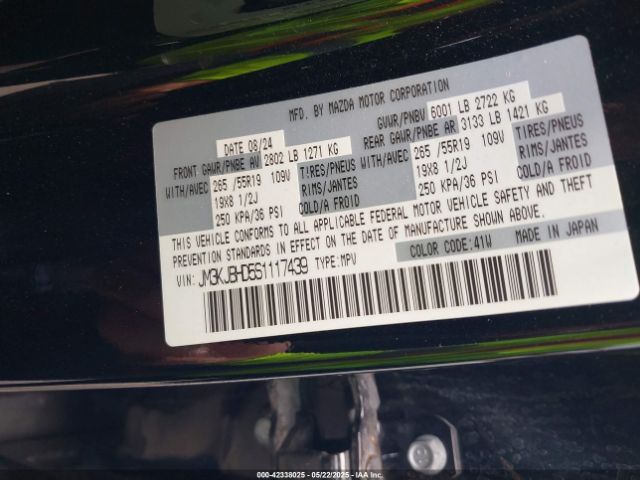 MFD. BY MAZDA MOTOR CORPORATION
DATE 08/24 GVWR/PNBV 6001 LB 2722 KG
FRONT GAWR/PNBE AV 2802 LB 1271 KG REAR GAWR/PNBE AR 3133 LB 1421 KG
WITH/AVEC 265 /55R19 109V TIRES/PNEUS WITH/AVEC 265 /55R19 109V TIRES/PNEUS
19X8 1/2J RIMS/JANTES 19X8 1/2J RIMS/JANTES
250 KPA/36 PSI COLD/A FROID 250 KPA/36 PSI COLD/A FROID
THIS VEHICLE CONFORMS TO ALL APPLICABLE FEDERAL MOTOR VEHICLE SAFETY AND THEFT
PREVENTION STANDARDS IN EFFECT ON THE DATE OF MANUFACTURE SHOWN ABOVE.
VIN: JM3KJBHD6S1117439 TYPE: MPV COLOR CODE: 41W MADE IN JAPAN
000-42338025 - 05/22/2025 - © IAA, Inc.